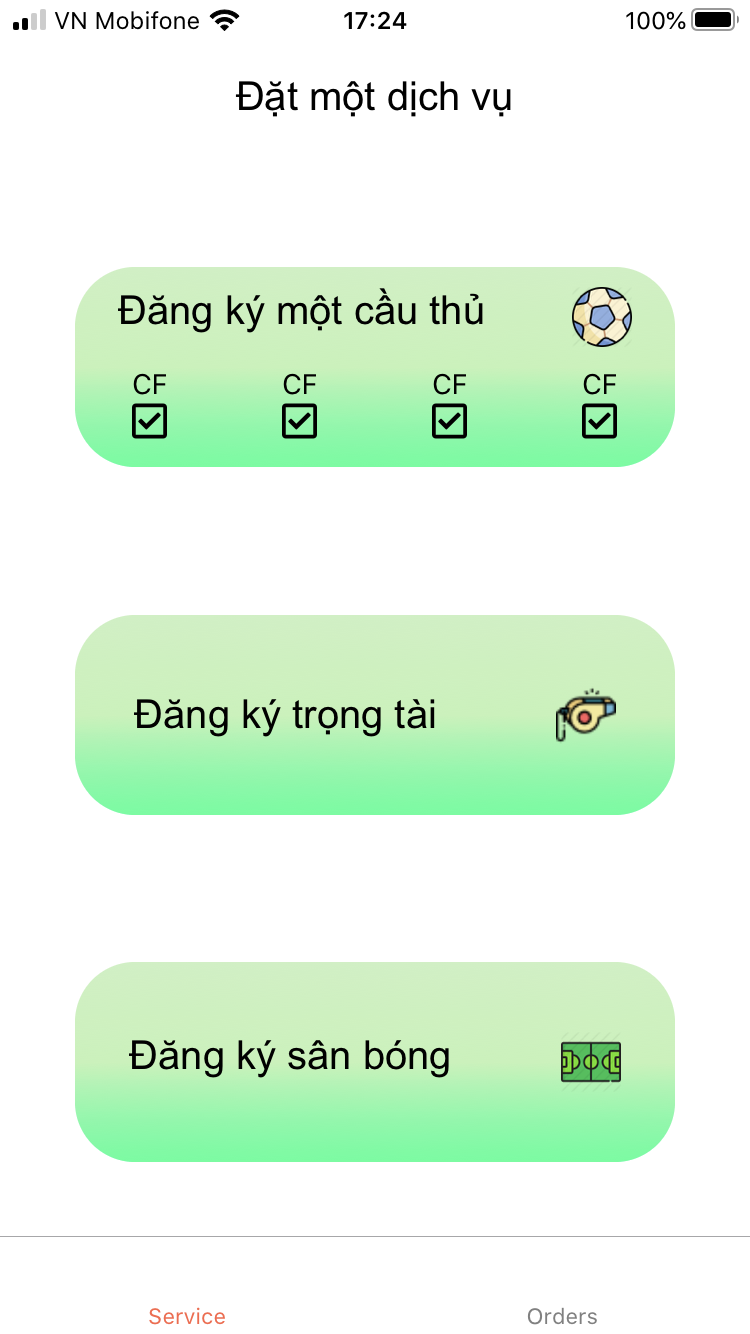 VN Mobifone 17:24 100%
Đặt một dịch vụ
Đăng ký một cầu thủ
CF CF CF CF
Đăng ký trọng tài
Đăng ký sân bóng
Service Orders